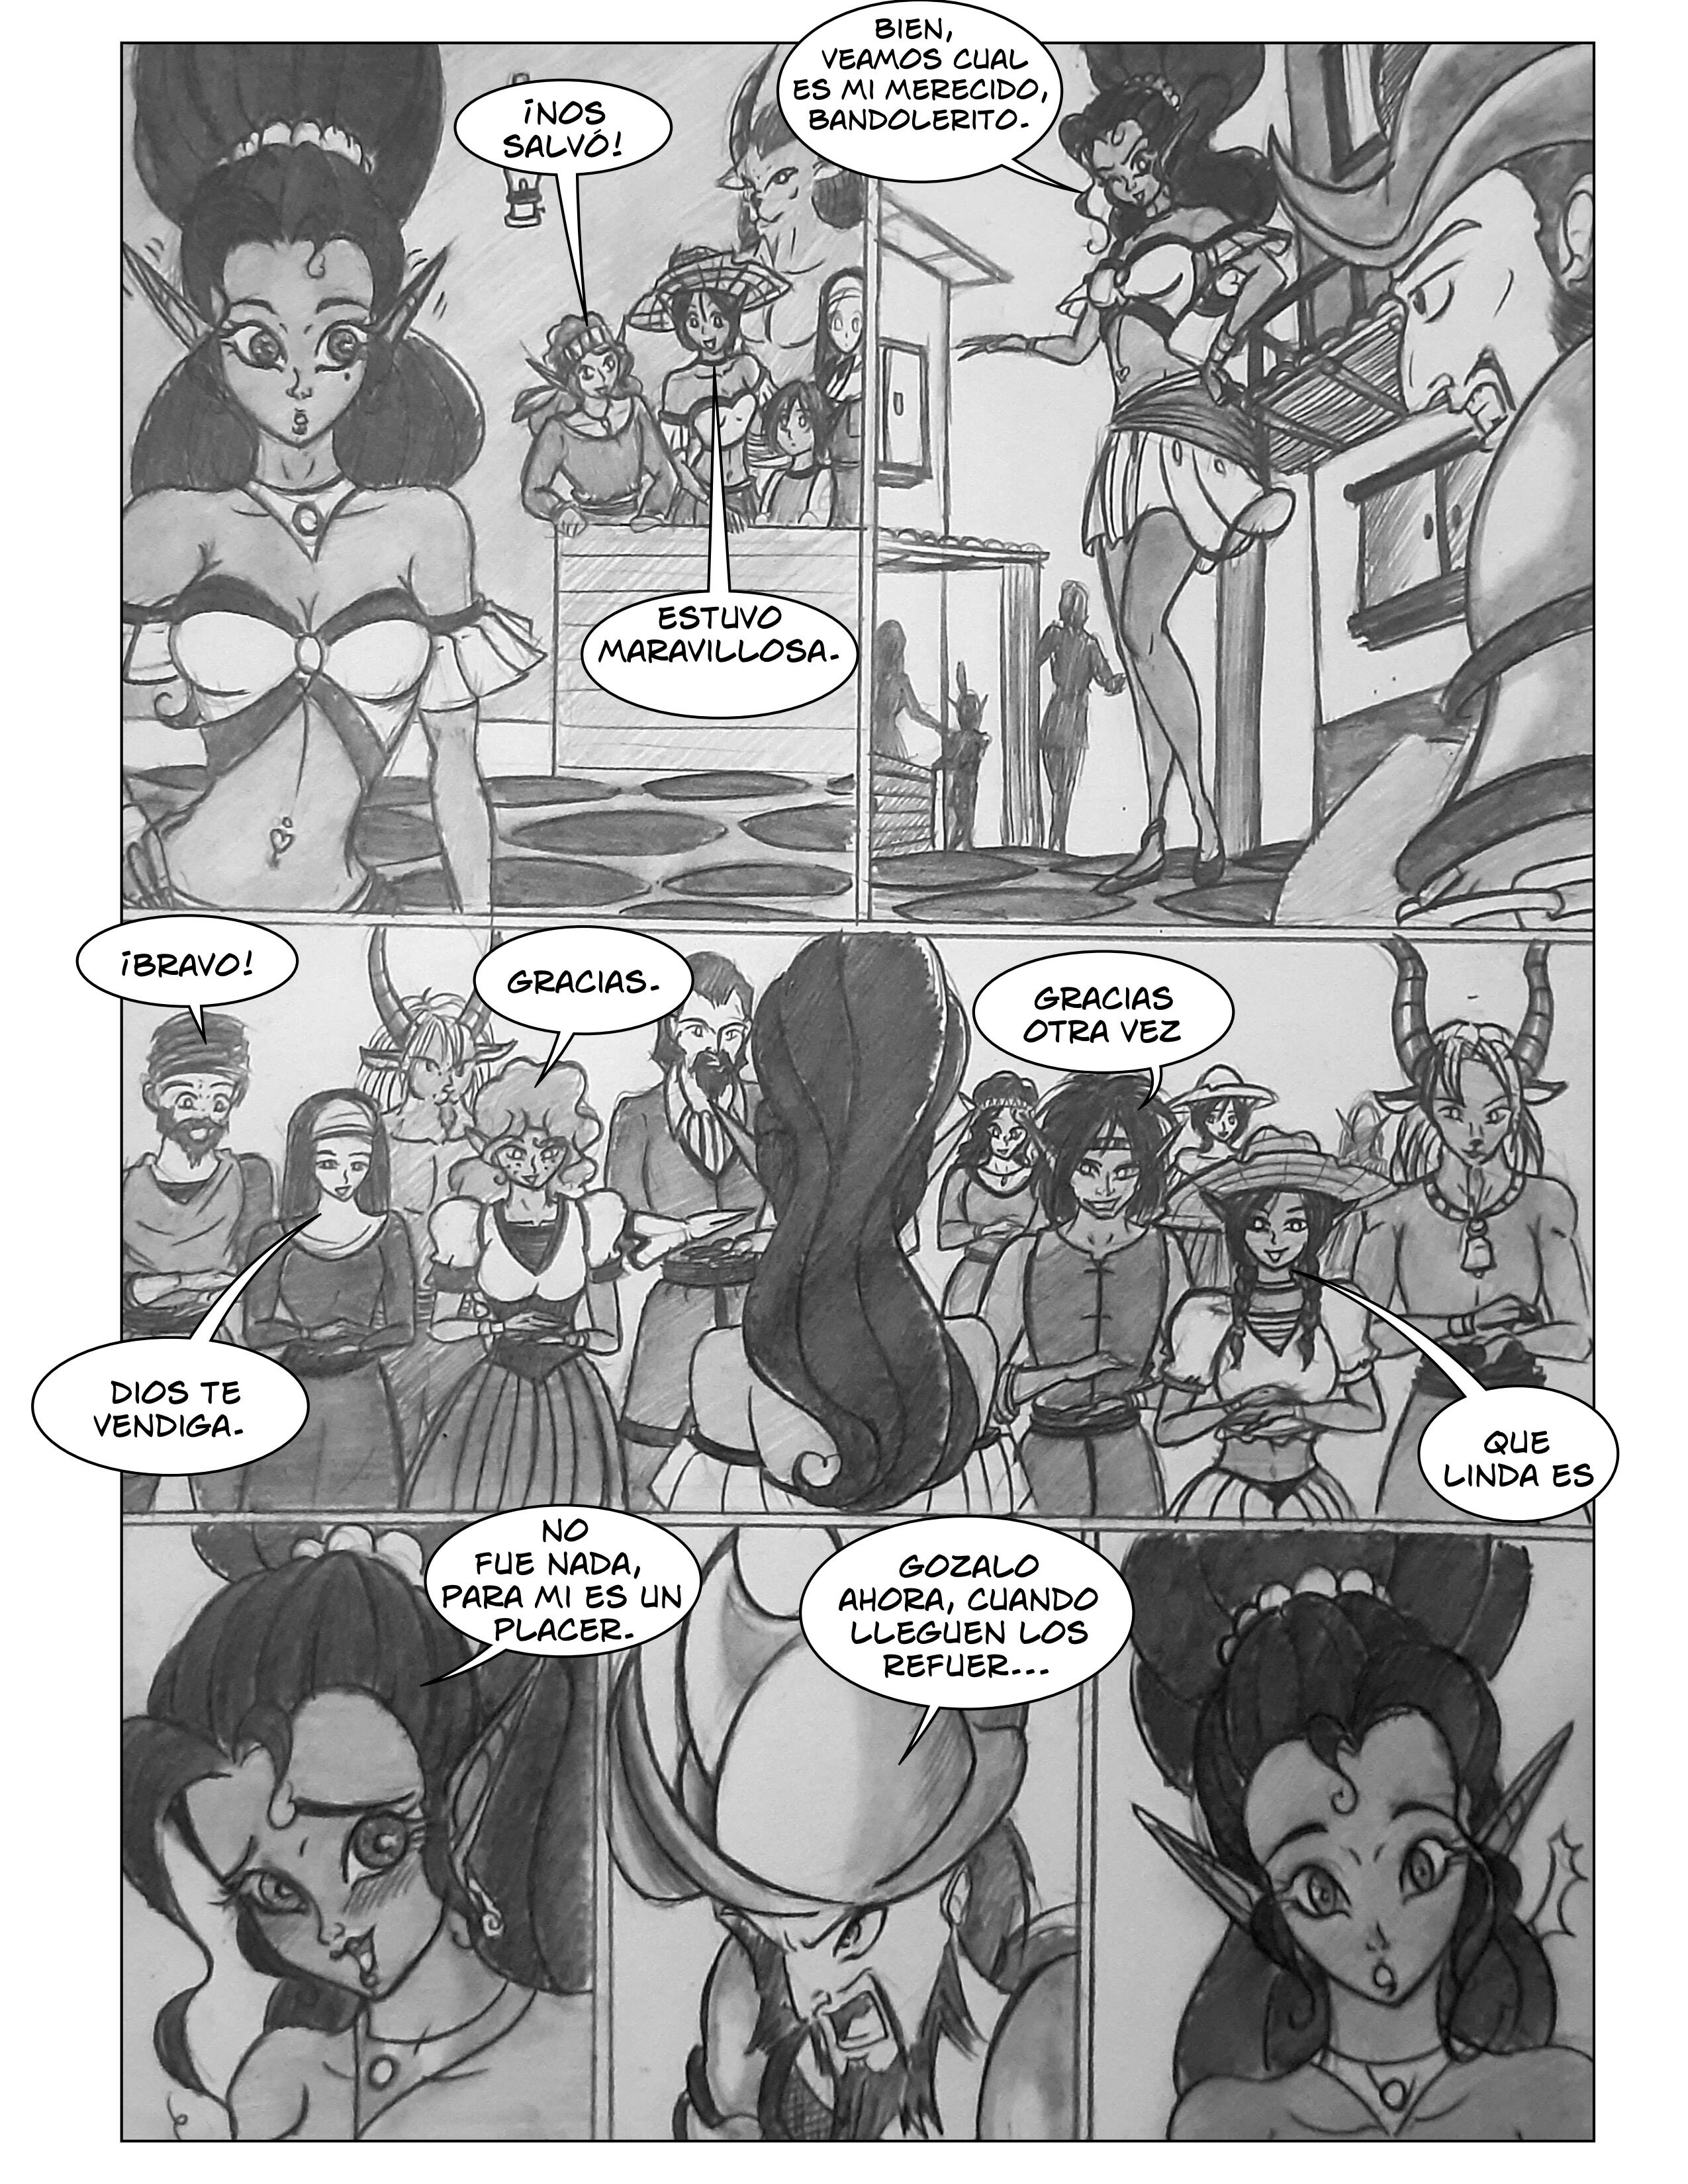 ¡NOS
SALVÓ!
ESTUVO
MARAVILLOSA.
BIEN,
VEAMOS CUAL
ES MI MERECIDO,
BANDOLERITO.
¡BRAVO!
GRACIAS.
GRACIAS
OTRA VEZ
DIOS TE
VENDIGA.
QUE
LINDA ES
NO
FUE NADA,
PARA MI ES UN
PLACER.
GOZALO
AHORA, CUANDO
LLEGUEN LOS
REFUER...